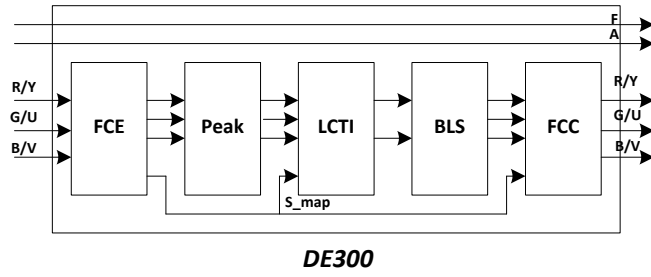 F
A
R/Y
G/U
B/V
FCE
Peak
LCTI
BLS
FCC
R/Y
G/U
B/V
S_map
DE300